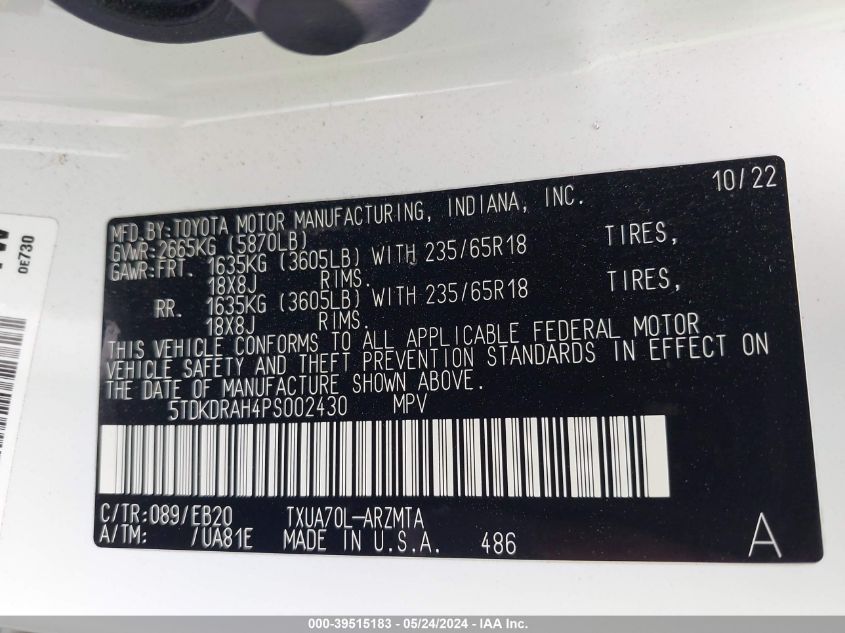 10/22
MFD.BY:TOYOTA MOTOR MANUFACTURING, INDIANA, INC.
GVWR:2665KG (5870LB)
GAWR:FRT. 1635KG (3605LB) WITH 235/65R18 TIRES,
18X8J RIMS.
RR. 1635KG (3605LB) WITH 235/65R18 TIRES,
18X8J RIMS.
THIS VEHICLE CONFORMS TO ALL APPLICABLE FEDERAL MOTOR
VEHICLE SAFETY AND THEFT PREVENTION STANDARDS IN EFFECT ON
THE DATE OF MANUFACTURE SHOWN ABOVE.
5TDKDRAH4PS002430 MPV
C/TR:089/EB20 TXUA70L-ARZMTA
A/TM: /UA81E MADE IN U.S.A. 486 A
0E730
000-39515183 - 05/24/2024 - IAA Inc.